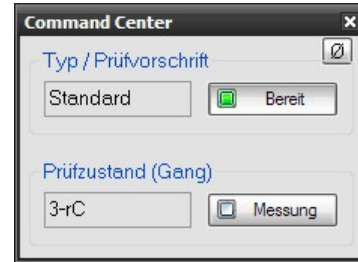 Command Center x
Ø
Typ / Prüfvorschrift
Standard Bereit
Prüfzustand (Gang)
3-rC Messung